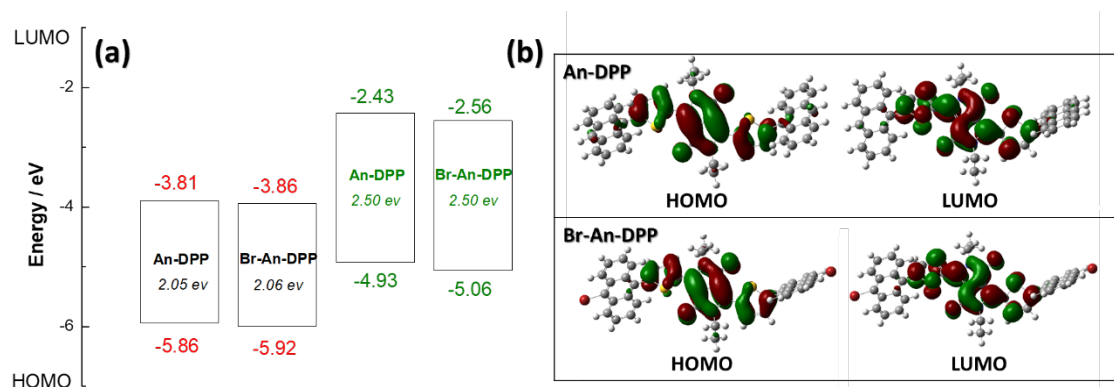 LUMO
(a)
Energy / eV
-2
-4
-6
HOMO
-3.81
An-DPP
2.05 ev
-5.86
-3.86
Br-An-DPP
2.06 ev
-5.92
-2.43
An-DPP
2.50 ev
-4.93
-2.56
Br-An-DPP
2.50 ev
-5.06
(b)
An-DPP
HOMO
LUMO
Br-An-DPP
HOMO
LUMO